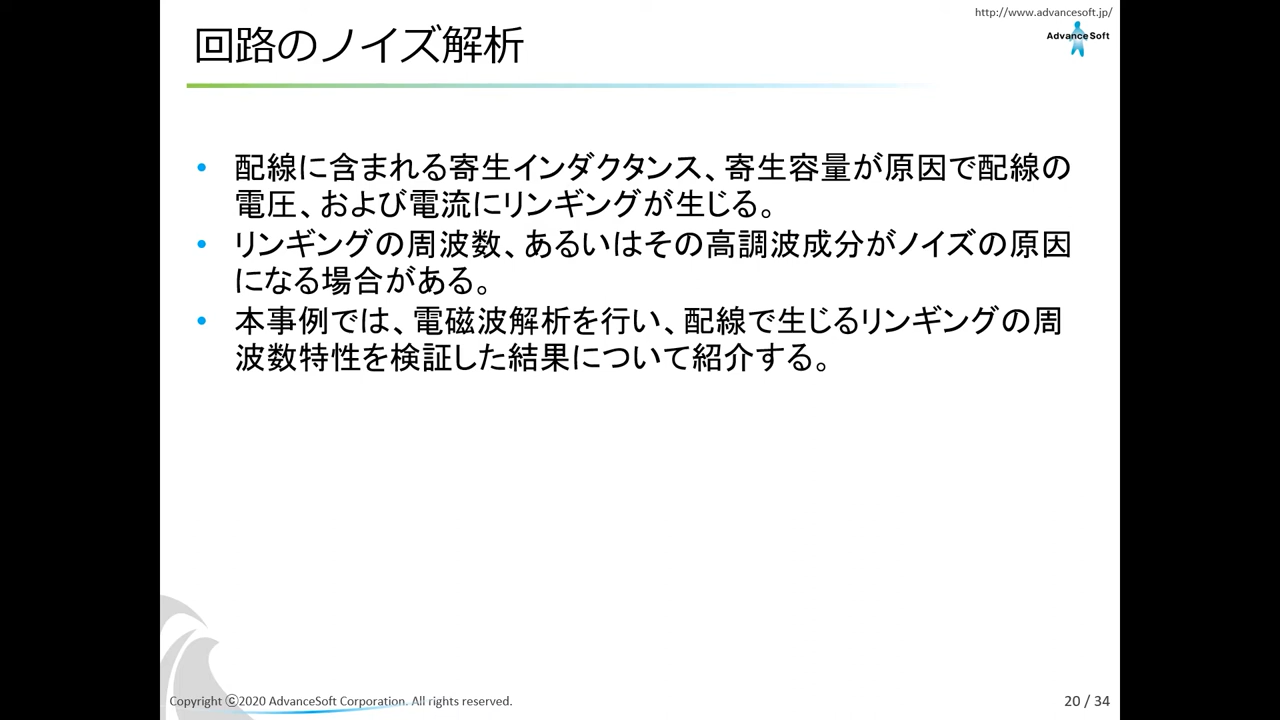 http://www.advancesoft.jp/
AdvanceSoft
回路のノイズ解析
• 配線に含まれる寄生インダクタンス、寄生容量が原因で配線の
電圧、および電流にリンギングが生じる。
• リンギングの周波数、あるいはその高調波成分がノイズの原因
になる場合がある。
• 本事例では、電磁波解析を行い、配線で生じるリンギングの周
波数特性を検証した結果について紹介する。
Copyright ⓒ2020 AdvanceSoft Corporation. All rights reserved.
20 / 34